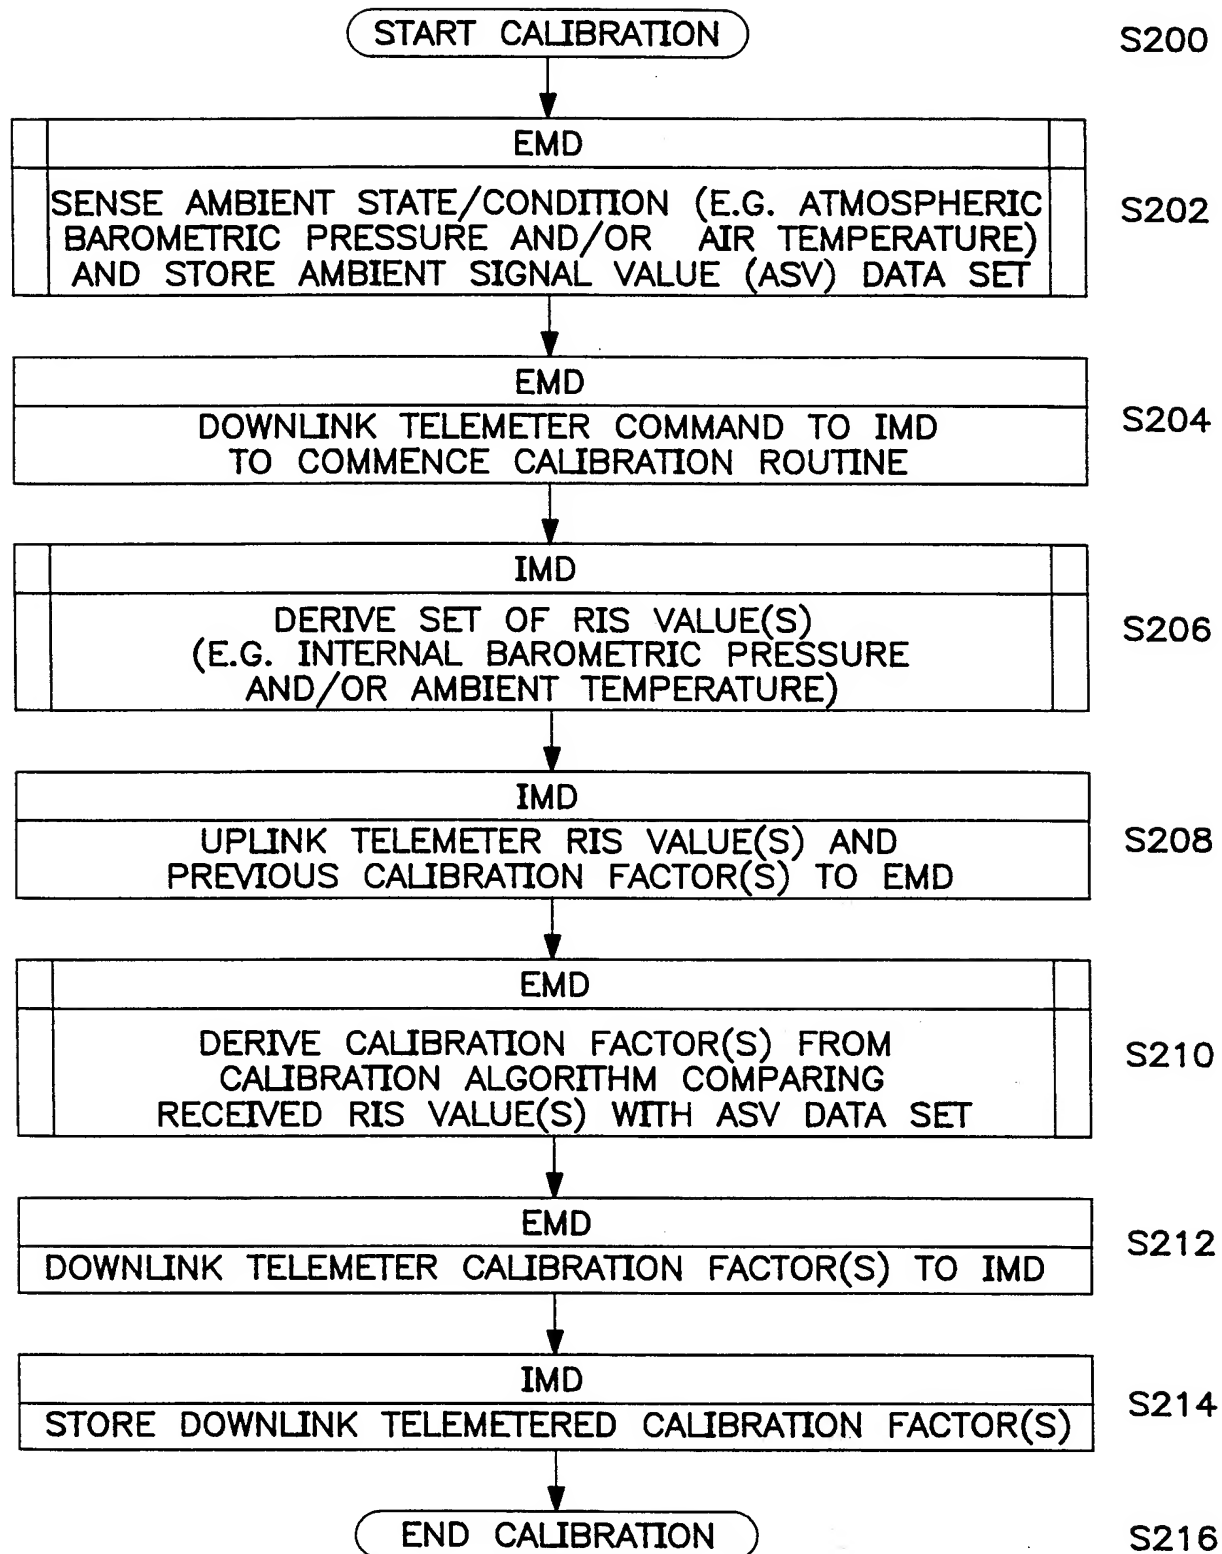 START CALIBRATION
S200
EMD
SENSE AMBIENT STATE/CONDITION (E.G. ATMOSPHERIC
BAROMETRIC PRESSURE AND/OR AIR TEMPERATURE)
AND STORE AMBIENT SIGNAL VALUE (ASV) DATA SET
S202
EMD
DOWNLINK TELEMETER COMMAND TO IMD
TO COMMENCE CALIBRATION ROUTINE
S204
IMD
DERIVE SET OF RIS VALUE(S)
(E.G. INTERNAL BAROMETRIC PRESSURE
AND/OR AMBIENT TEMPERATURE)
S206
IMD
UPLINK TELEMETER RIS VALUE(S) AND
PREVIOUS CALIBRATION FACTOR(S) TO EMD
S208
EMD
DERIVE CALIBRATION FACTOR(S) FROM
CALIBRATION ALGORITHM COMPARING
RECEIVED RIS VALUE(S) WITH ASV DATA SET
S210
EMD
DOWNLINK TELEMETER CALIBRATION FACTOR(S) TO IMD
S212
IMD
STORE DOWNLINK TELEMETERED CALIBRATION FACTOR(S)
S214
END CALIBRATION
S216